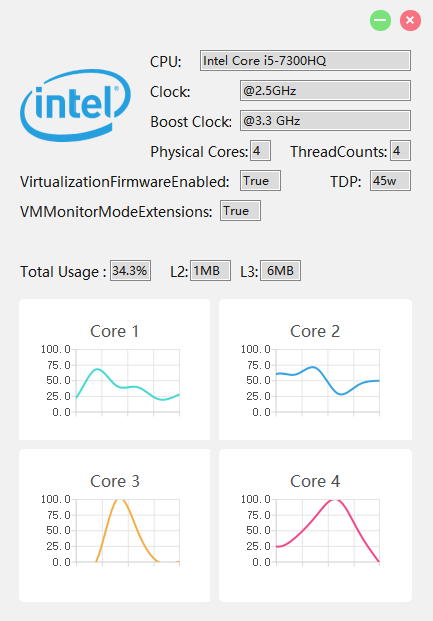 intel®
CPU: Intel Core i5-7300HQ
Clock: @2.5GHz
Boost Clock: @3.3 GHz
Physical Cores: 4 ThreadCounts: 4
VirtualizationFirmwareEnabled: True TDP: 45w
VMMonitorModeExtensions: True
Total Usage : 34.3% L2: 1MB L3: 6MB
Core 1
100.0
75.0
50.0
25.0
0.0
Core 2
100.0
75.0
50.0
25.0
0.0
Core 3
100.0
75.0
50.0
25.0
0.0
Core 4
100.0
75.0
50.0
25.0
0.0